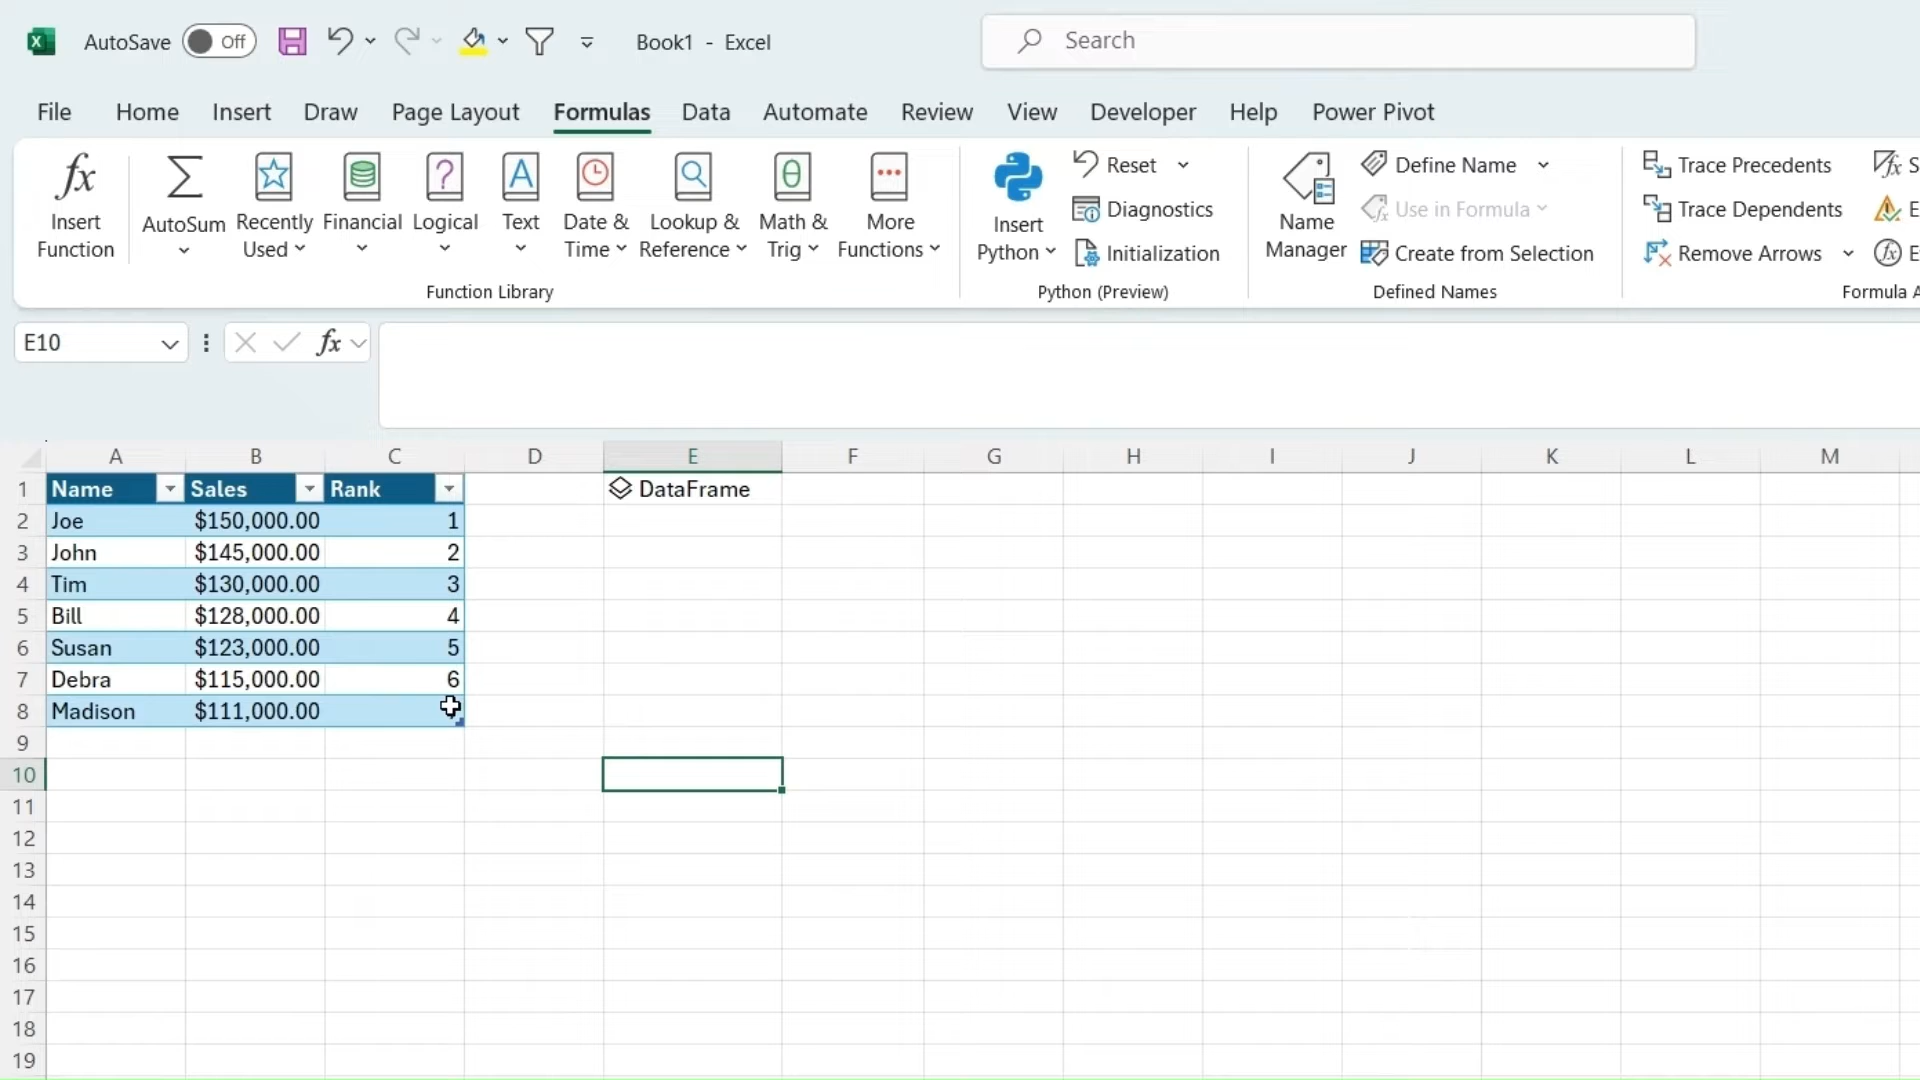 AutoSave Off Book1 - Excel Search
File Home Insert Draw Page Layout Formulas Data Automate Review View Developer Help Power Pivot
fx Insert Function
AutoSum
Recently Used
Financial
Logical
Text
Date & Time
Lookup & Reference
Math & Trig
More Functions
Function Library
Insert Python
Reset
Diagnostics
Initialization
Python (Preview)
Name Manager
Define Name
Use in Formula
Create from Selection
Defined Names
Trace Precedents
Trace Dependents
Remove Arrows
Formula A
E10 fx
A B C D E F G H I J K L M
1 Name Sales Rank DataFrame
2 Joe $150,000.00 1
3 John $145,000.00 2
4 Tim $130,000.00 3
5 Bill $128,000.00 4
6 Susan $123,000.00 5
7 Debra $115,000.00 6
8 Madison $111,000.00
9
10
11
12
13
14
15
16
17
18
19